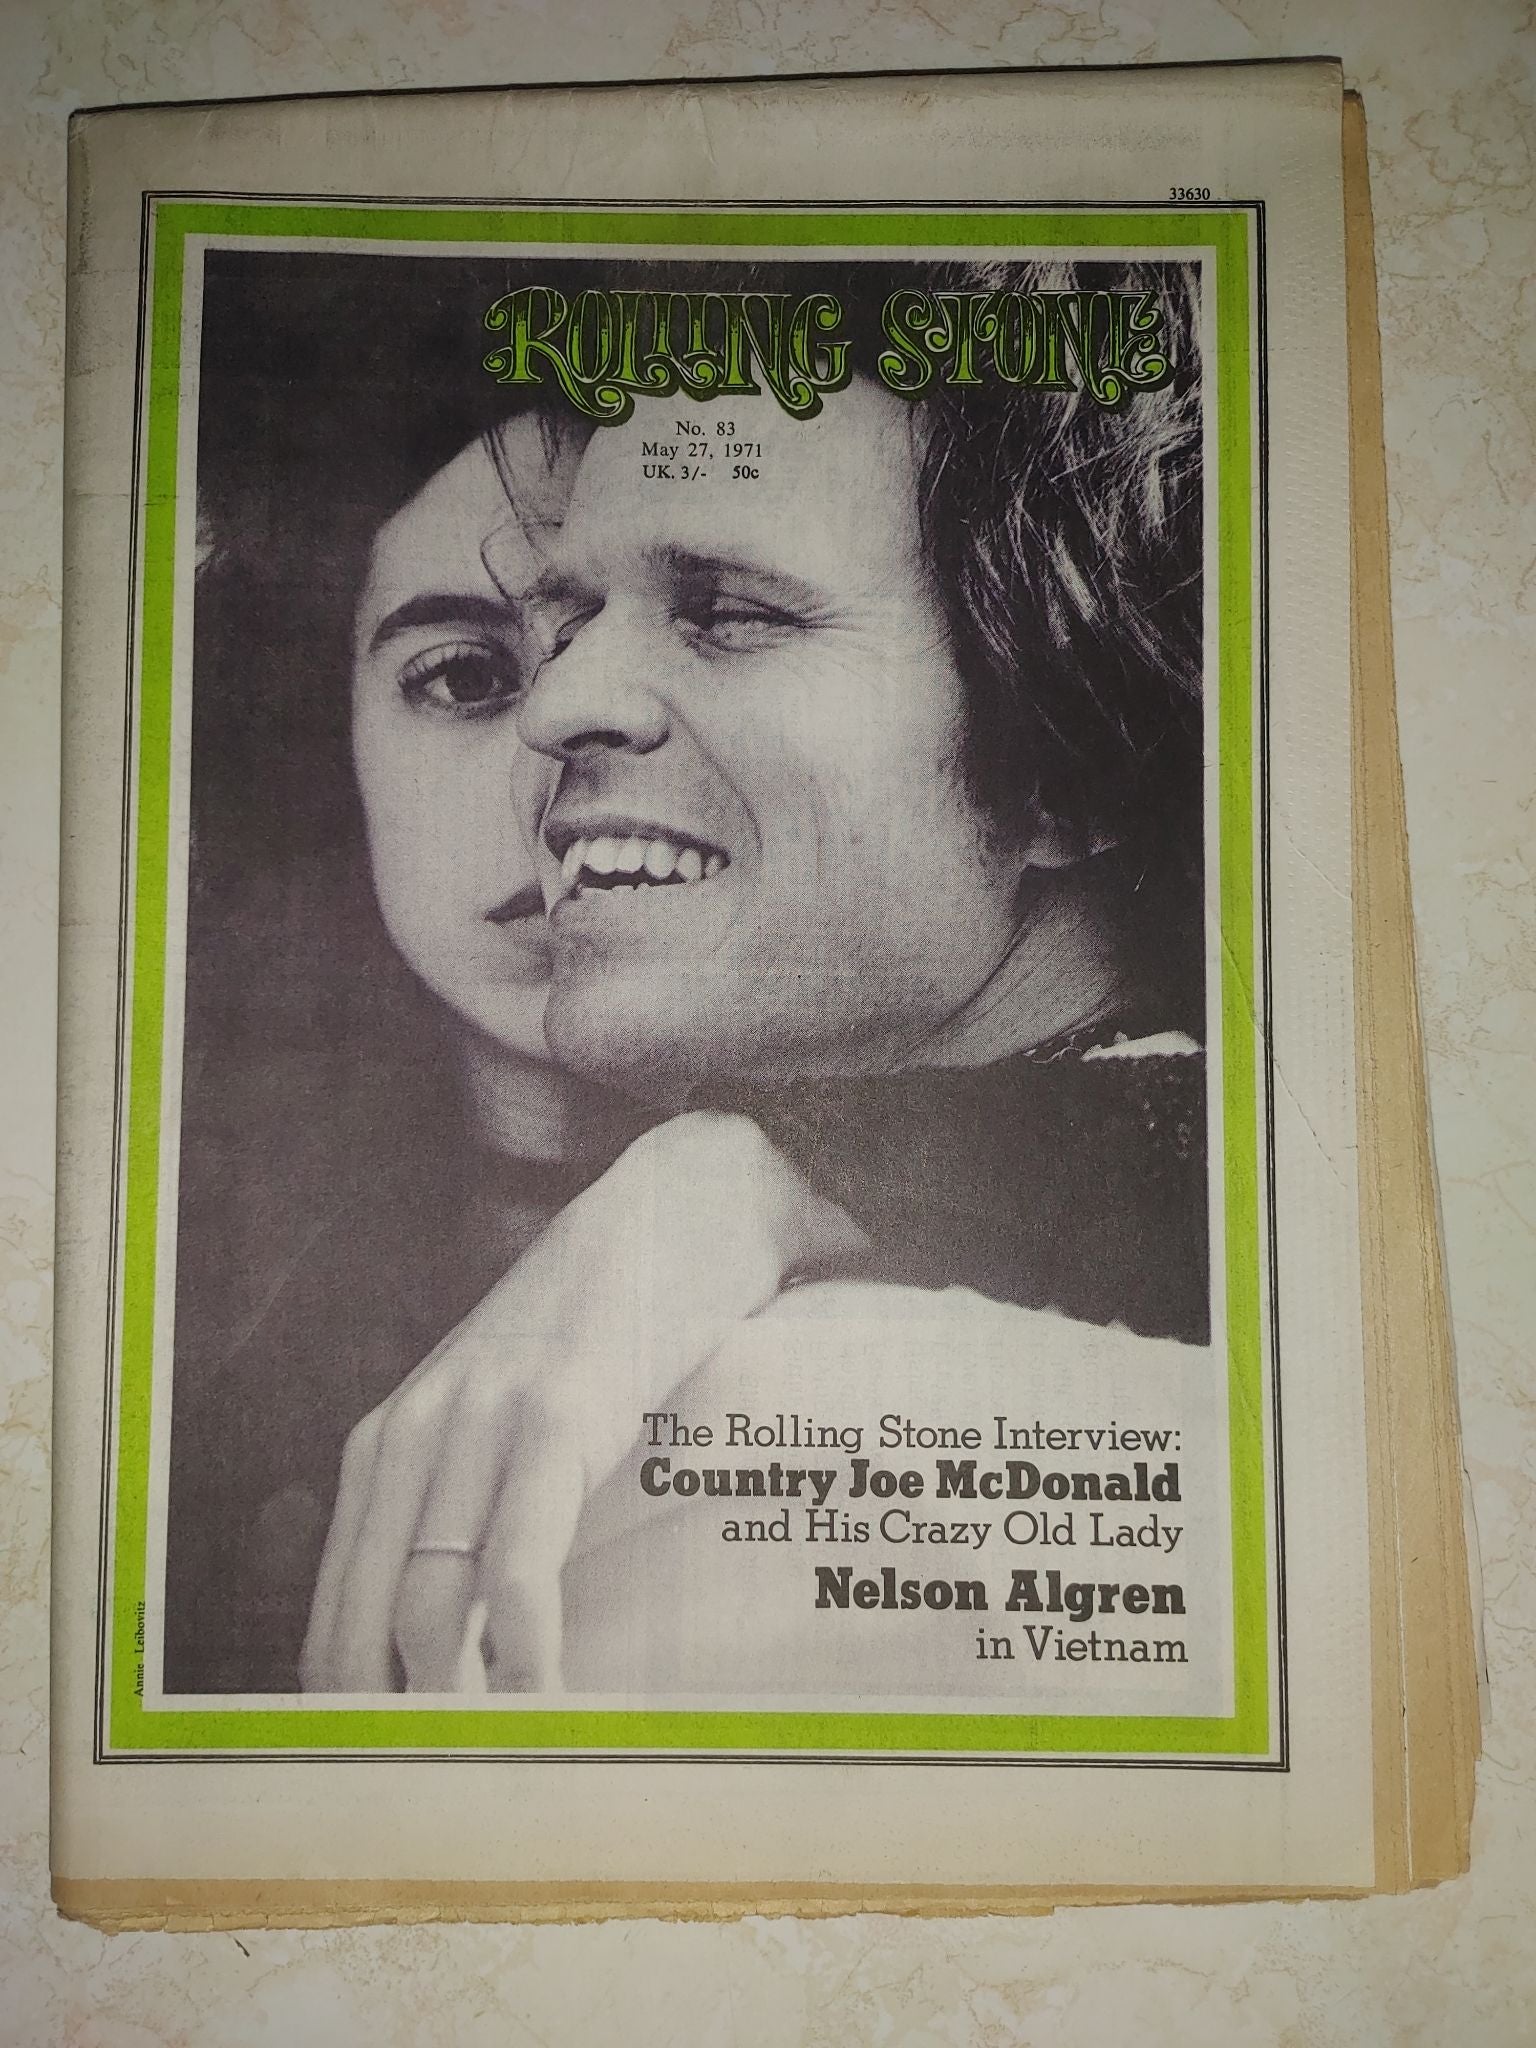 33630
ROLLING STONE
No. 83
May 27, 1971
UK. 3/- 50c
The Rolling Stone Interview:
Country Joe McDonald
and His Crazy Old Lady
Nelson Algren
in Vietnam
Annie Leibovitz